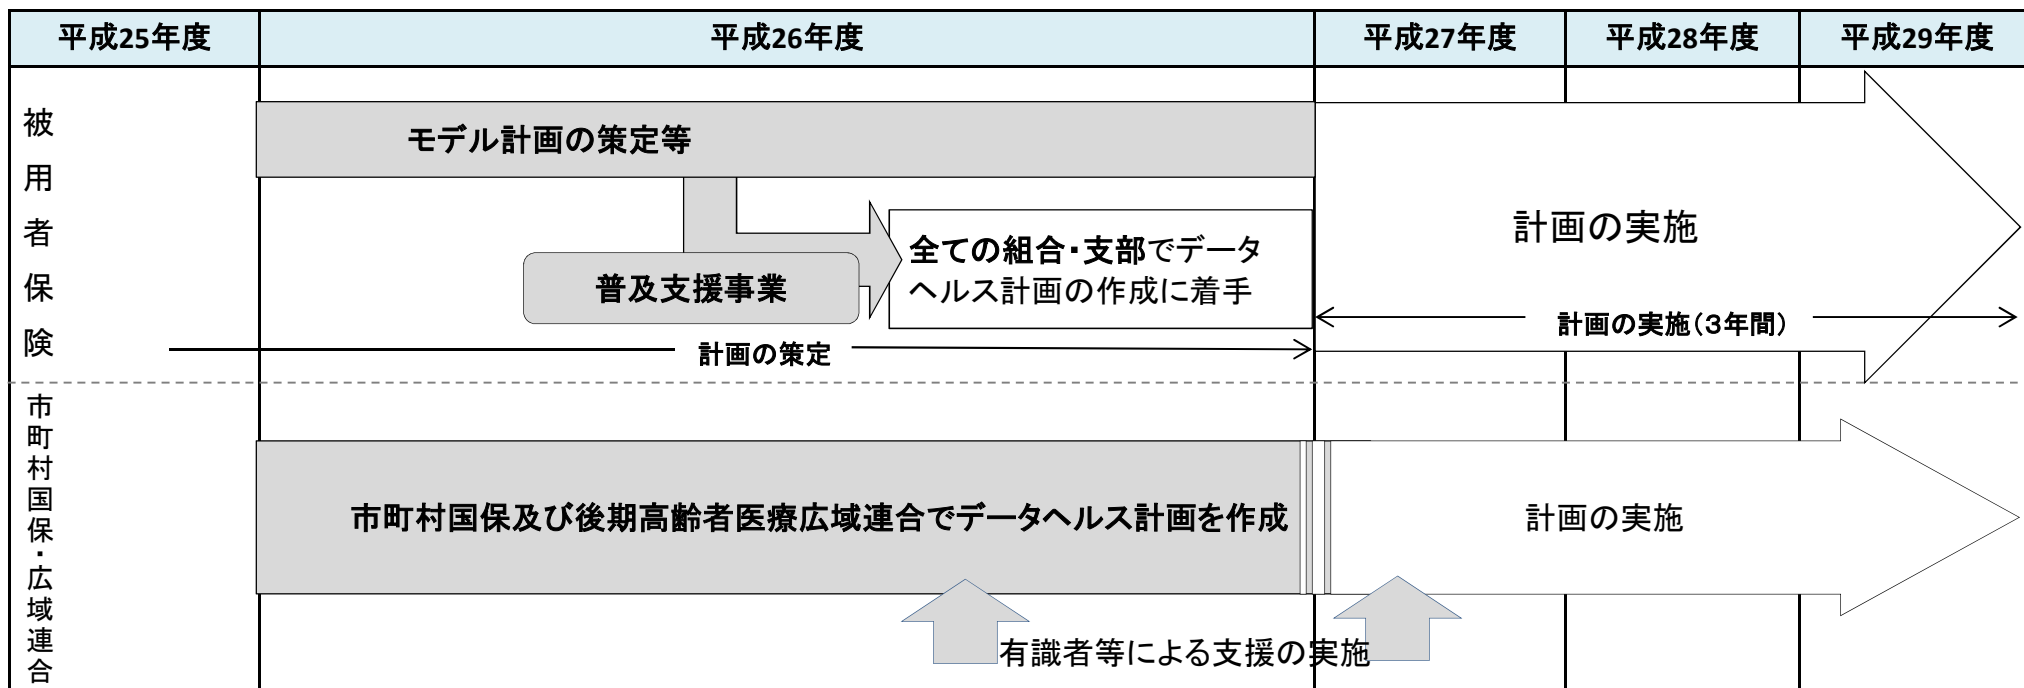 平成25年度
平成26年度
平成27年度
平成28年度
平成29年度
被用者保険
モデル計画の策定等
普及支援事業
全ての組合・支部でデータ
ヘルス計画の作成に着手
計画の実施
計画の実施(3年間)
計画の策定
市町村国保・広域連合
市町村国保及び後期高齢者医療広域連合でデータヘルス計画を作成
計画の実施
有識者等による支援の実施